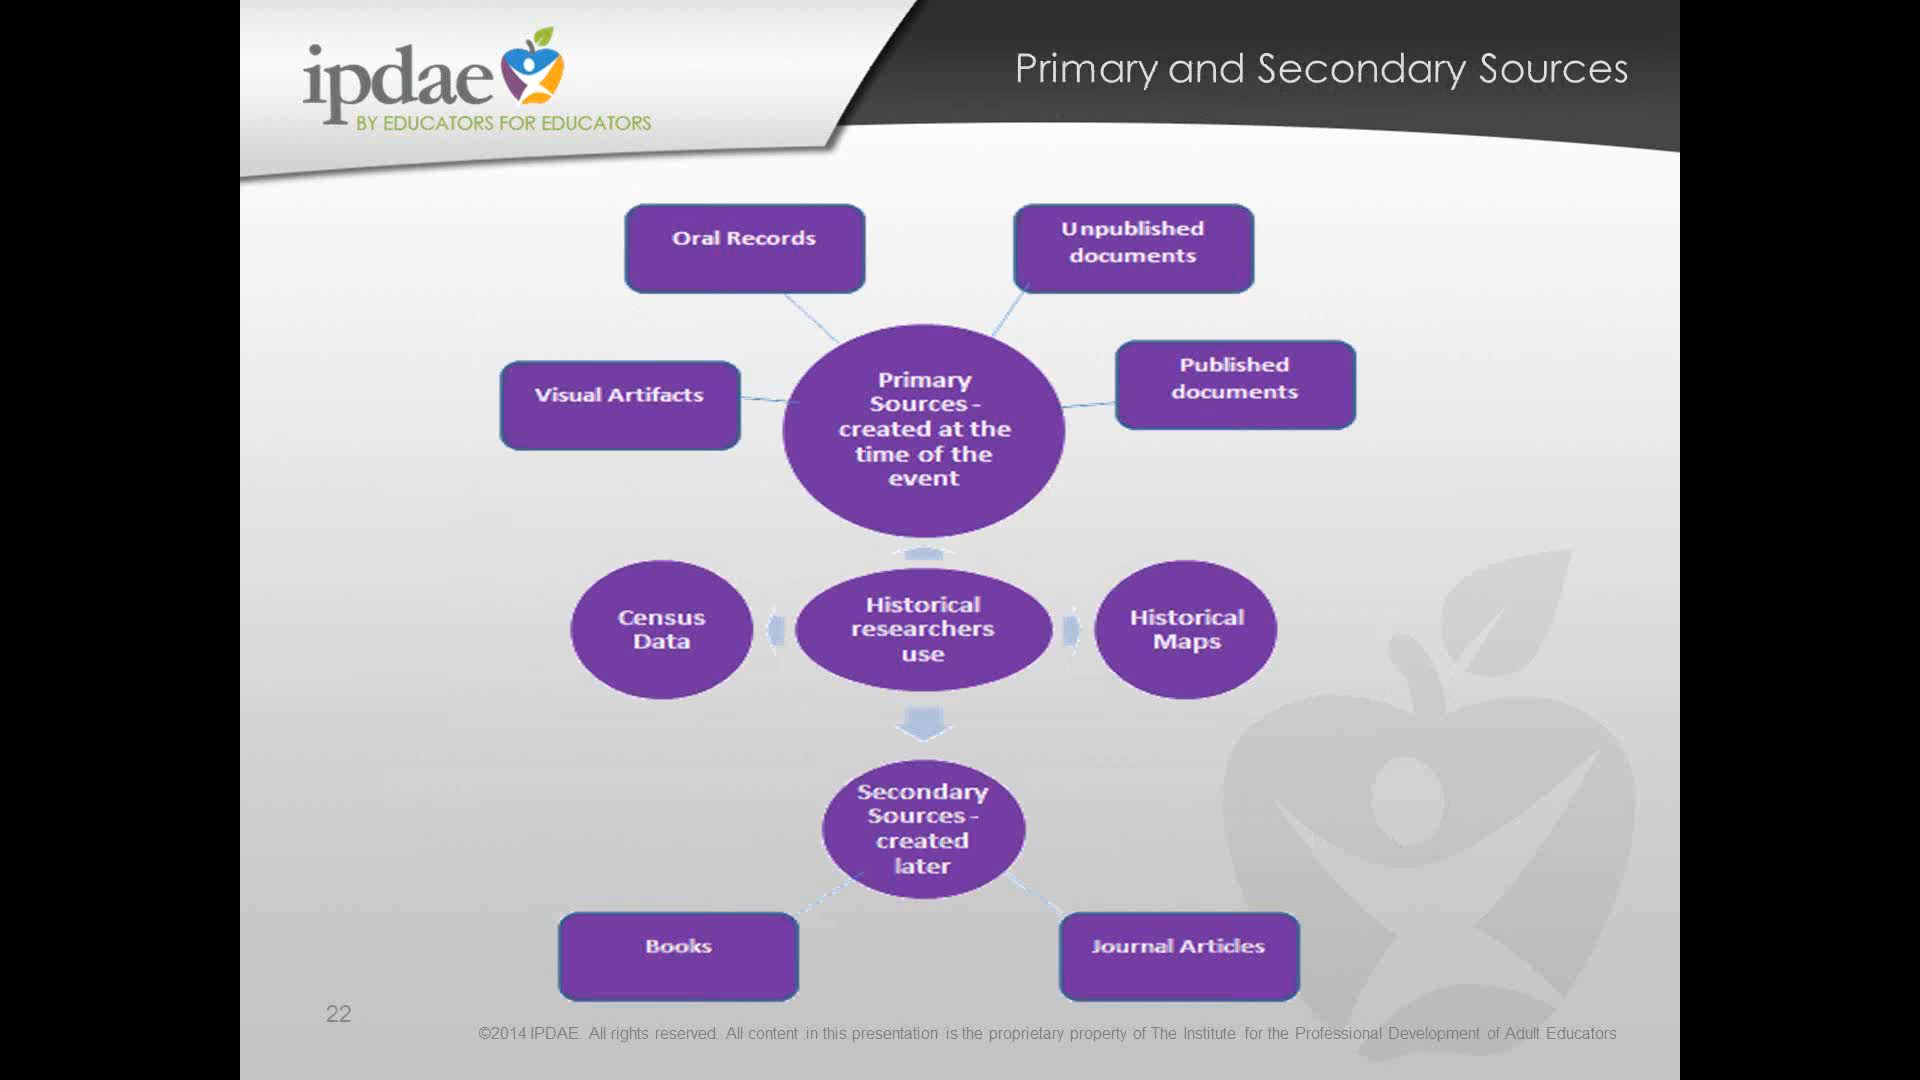 ipdae
BY EDUCATORS FOR EDUCATORS
Primary and Secondary Sources
Oral Records
Unpublished
documents
Visual Artifacts
Published
documents
Primary
Sources -
created at the
time of the
event
Census
Data
Historical
researchers
use
Historical
Maps
Secondary
Sources -
created
later
Books
Journal Articles
22
©2014 IPDAE. All rights reserved. All content in this presentation is the proprietary property of The Institute for the Professional Development of Adult Educators